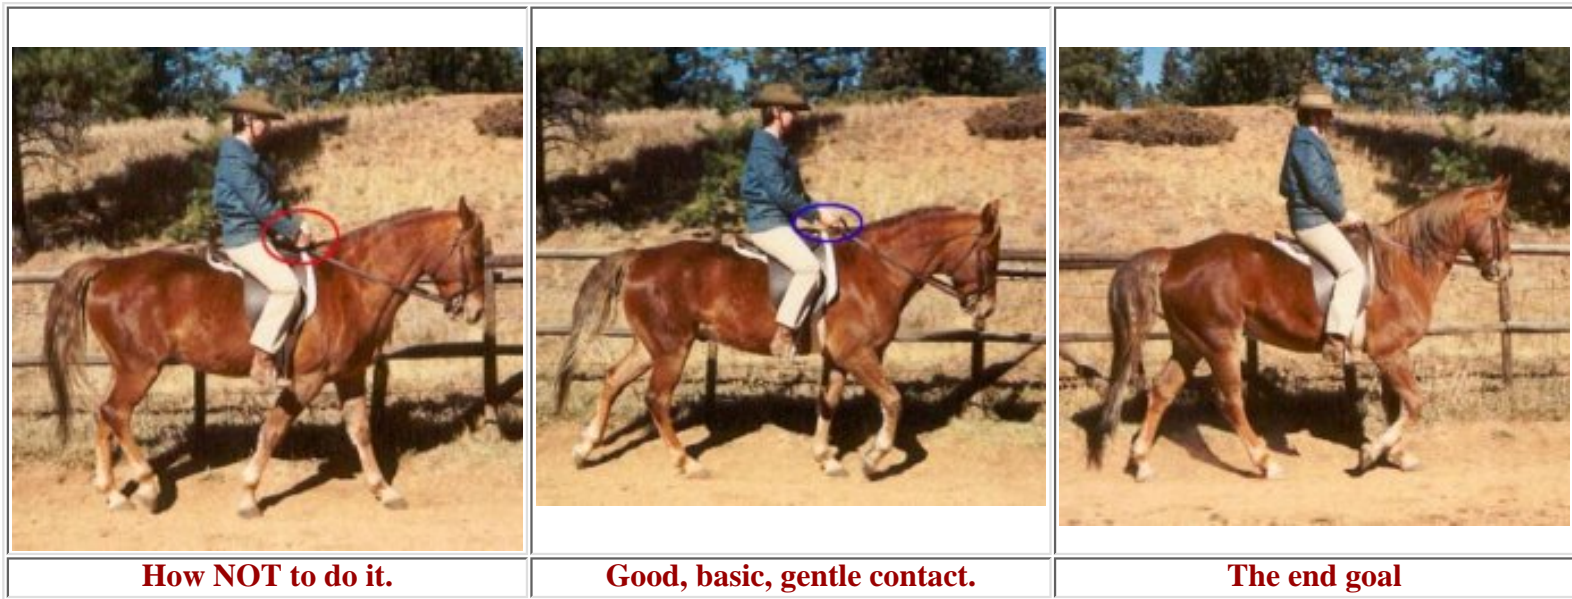 How NOT to do it.
Good, basic, gentle contact.
The end goal